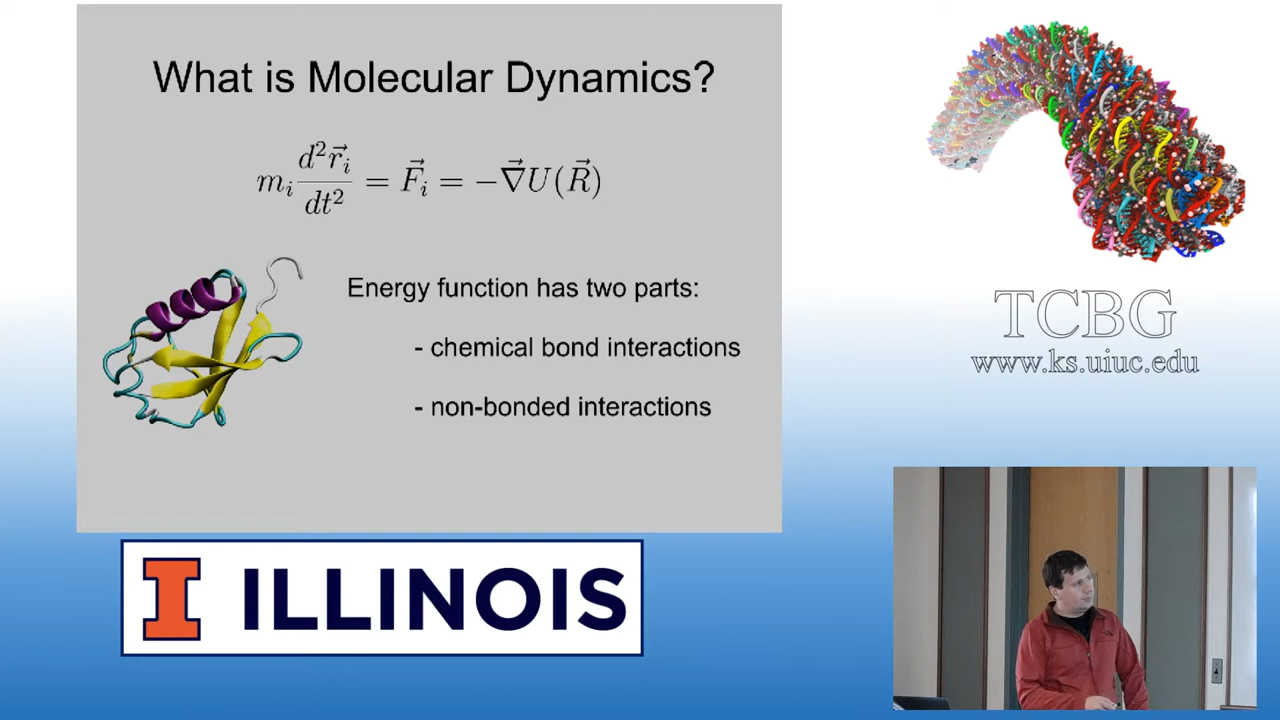 What is Molecular Dynamics?
m_i d²r⃗_i/dt² = F⃗_i = −∇⃗U(R⃗)
Energy function has two parts:
- chemical bond interactions
- non-bonded interactions
TCBG
www.ks.uiuc.edu
I ILLINOIS